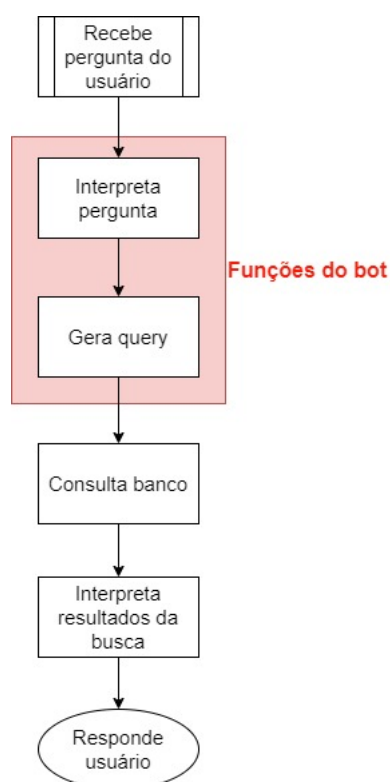 Recebe
pergunta do
usuário
Interpreta
pergunta
Funções do bot
Gera query
Consulta banco
Interpreta
resultados da
busca
Responde
usuário